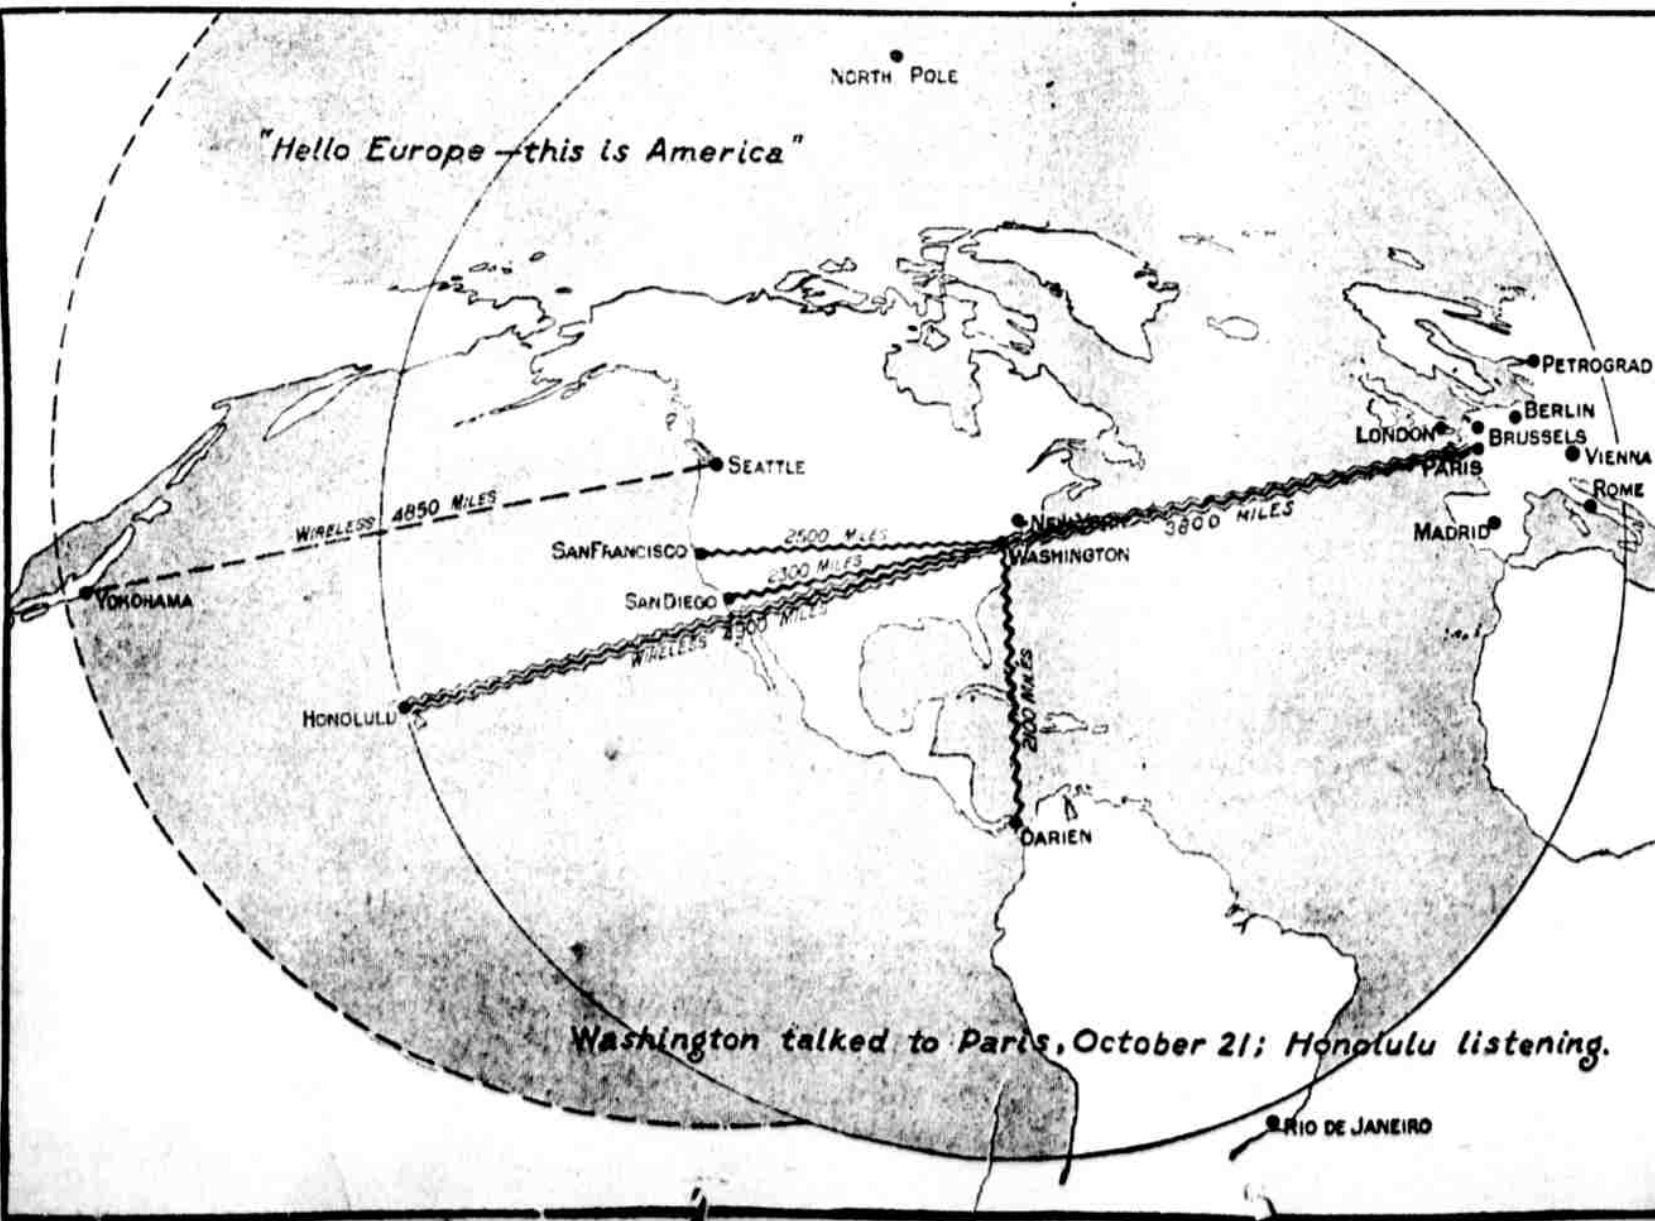 NORTH POLE
"Hello Europe—this is America"
PETROGRAD
BERLIN
LONDON
BRUSSELS
VIENNA
PARIS
ROME
MADRID
SEATTLE
WIRELESS 4850 MILES
NEW YORK
3800 MILES
SAN FRANCISCO
2500 MILES
WASHINGTON
2300 MILES
SAN DIEGO
YOKOHAMA
WIRELESS 4900 MILES
HONOLULU
2100 MILES
DARIEN
Washington talked to Paris, October 21; Honolulu listening.
RIO DE JANEIRO